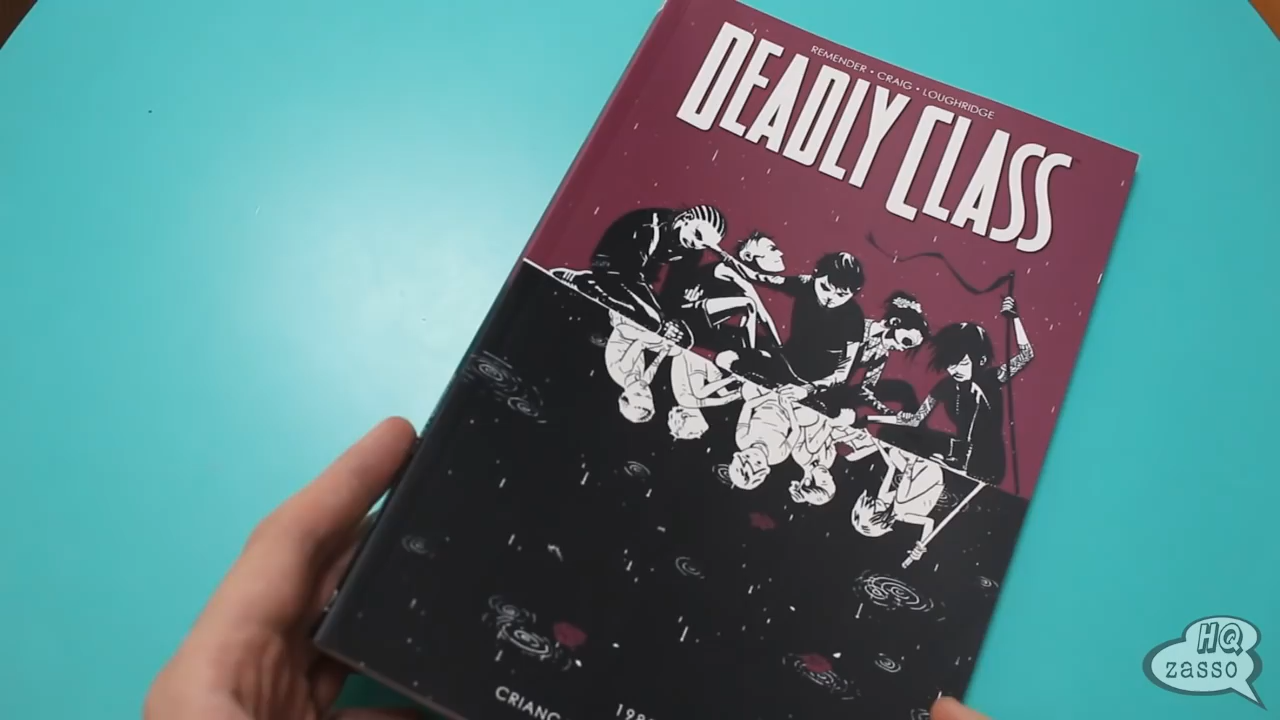 REMENDER • CRAIG • LOUGHRIDGE
DEADLY CLASS
HQ
zasso